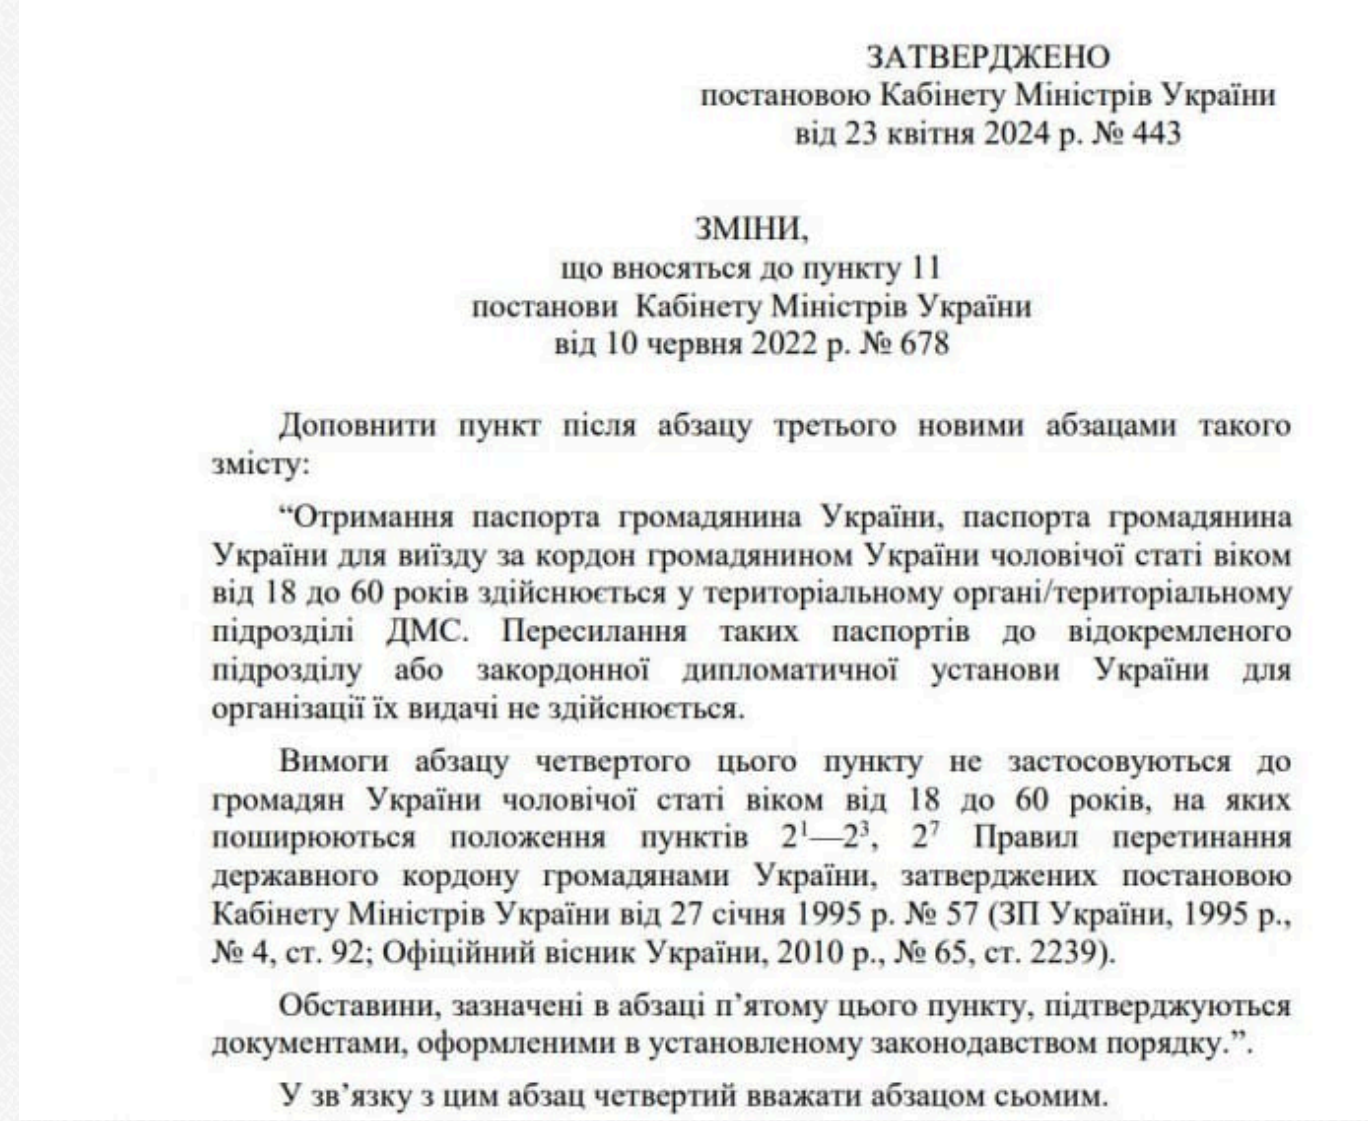 ЗАТВЕРДЖЕНО
постановою Кабінету Міністрів України
від 23 квітня 2024 р. № 443
ЗМІНИ,
що вносяться до пункту 11
постанови Кабінету Міністрів України
від 10 червня 2022 р. № 678
Доповнити пункт після абзацу третього новими абзацами такого
змісту:
“Отримання паспорта громадянина України, паспорта громадянина
України для виїзду за кордон громадянином України чоловічої статі віком
від 18 до 60 років здійснюється у територіальному органі/територіальному
підрозділі ДМС. Пересилання таких паспортів до відокремленого
підрозділу або закордонної дипломатичної установи України для
організації їх видачі не здійснюється.
Вимоги абзацу четвертого цього пункту не застосовуються до
громадян України чоловічої статі віком від 18 до 60 років, на яких
поширюються положення пунктів 2¹—2³, 2⁷ Правил перетинання
державного кордону громадянами України, затверджених постановою
Кабінету Міністрів України від 27 січня 1995 р. № 57 (ЗП України, 1995 р.,
№ 4, ст. 92; Офіційний вісник України, 2010 р., № 65, ст. 2239).
Обставини, зазначені в абзаці п’ятому цього пункту, підтверджуються
документами, оформленими в установленому законодавством порядку.”.
У зв’язку з цим абзац четвертий вважати абзацом сьомим.